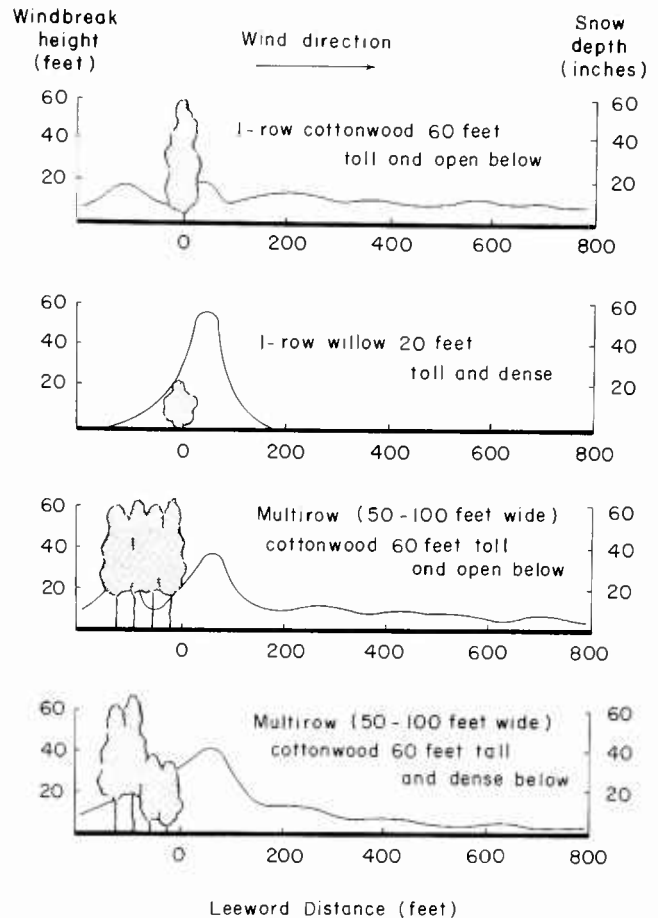 Windbreak
height
(feet)
Wind direction
Snow
depth
(inches)
60
40
20
60
40
20
1-row cottonwood 60 feet
toll and open below
0 200 400 600 800
60
40
20
60
40
20
1-row willow 20 feet
toll and dense
0 200 400 600 800
60
40
20
60
40
20
Multirow (50-100 feet wide)
cottonwood 60 feet toll
and open below
0 200 400 600 800
60
40
20
60
40
20
Multirow (50-100 feet wide)
cottonwood 60 feet tall
and dense below
0 200 400 600 800
Leeword Distance (feet)